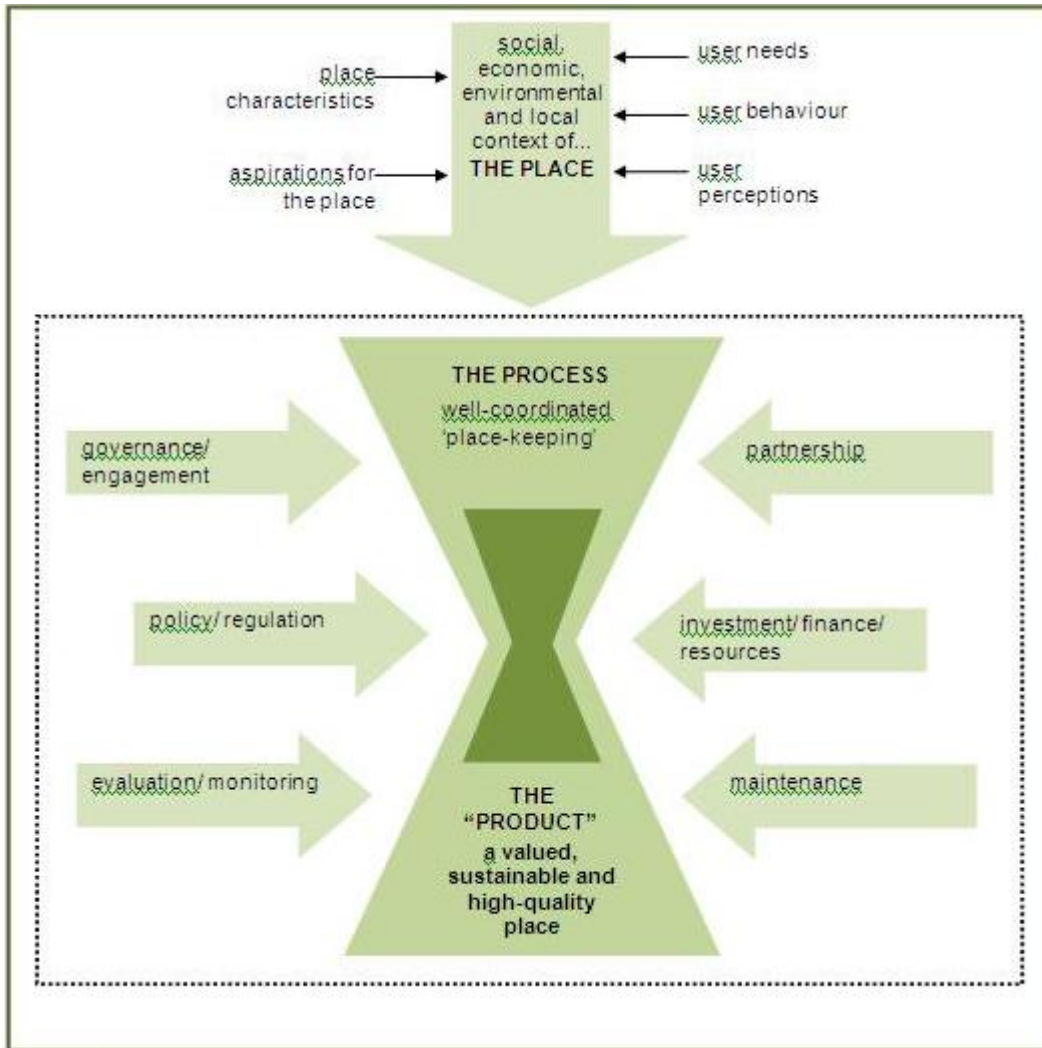 place
characteristics
aspirations for
the place
social,
economic,
environmental
and local
context of...
THE PLACE
user needs
user behaviour
user
perceptions
THE PROCESS
well-coordinated
‘place-keeping’
governance/
engagement
partnership
policy/ regulation
investment/ finance/
resources
evaluation/ monitoring
maintenance
THE
“PRODUCT”
a valued,
sustainable and
high-quality
place